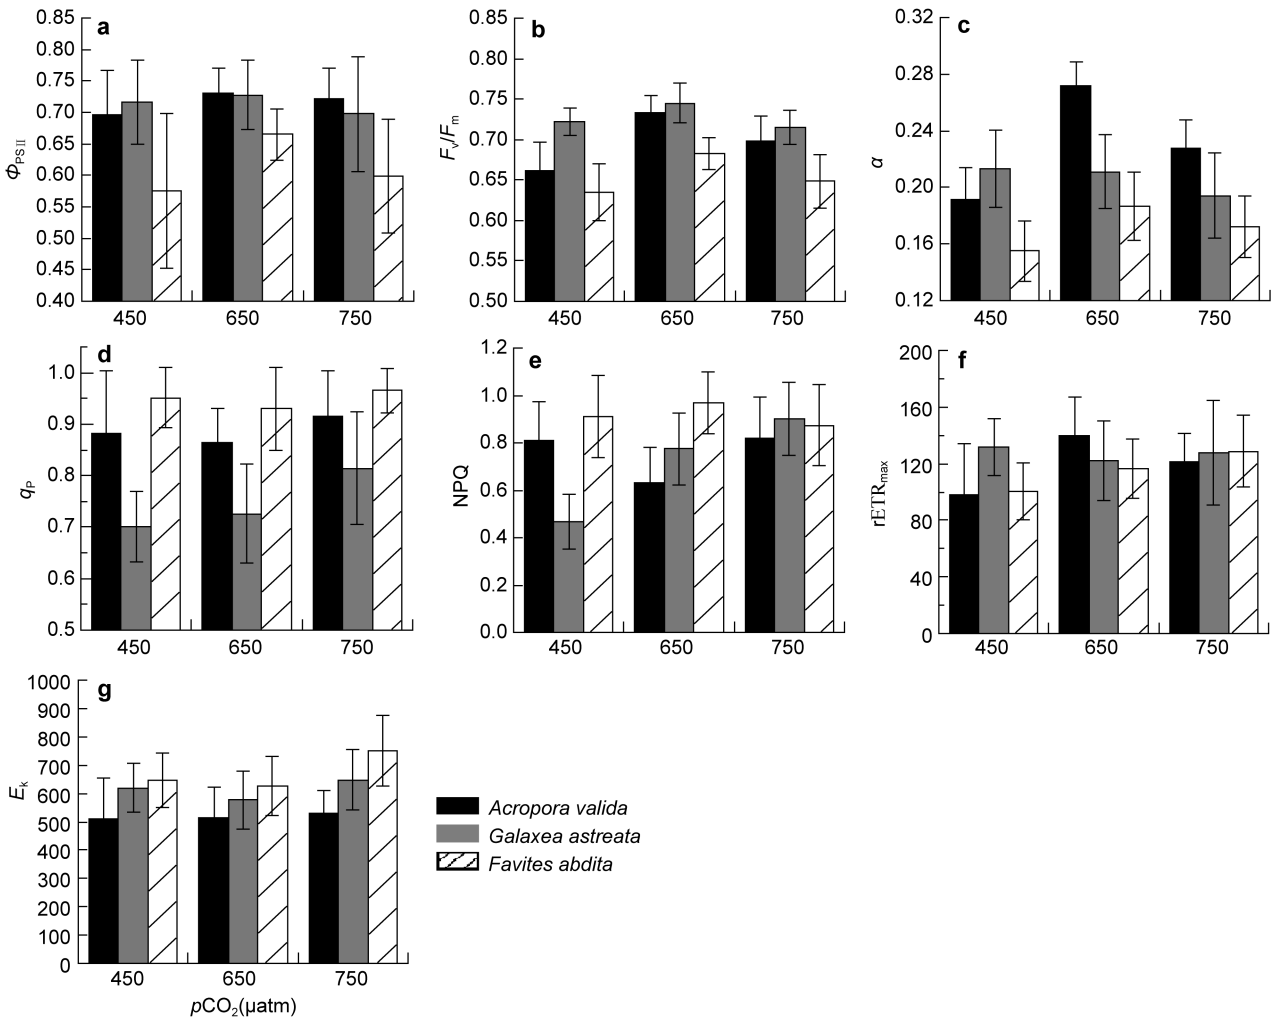 a
0.85
0.80
0.75
0.70
0.65
0.60
0.55
0.50
0.45
0.40
Φ_PSⅡ
450 650 750
b
0.85
0.80
0.75
0.70
0.65
0.60
0.55
0.50
F_v/F_m
450 650 750
c
0.32
0.28
0.24
0.20
0.16
0.12
α
450 650 750
d
1.0
0.9
0.8
0.7
0.6
0.5
q_P
450 650 750
e
1.2
1.0
0.8
0.6
0.4
0.2
0.0
NPQ
450 650 750
f
200
160
120
80
40
0
rETR_max
450 650 750
g
1000
900
800
700
600
500
400
300
200
100
0
E_k
450 650 750
pCO₂(μatm)
Acropora valida
Galaxea astreata
Favites abdita